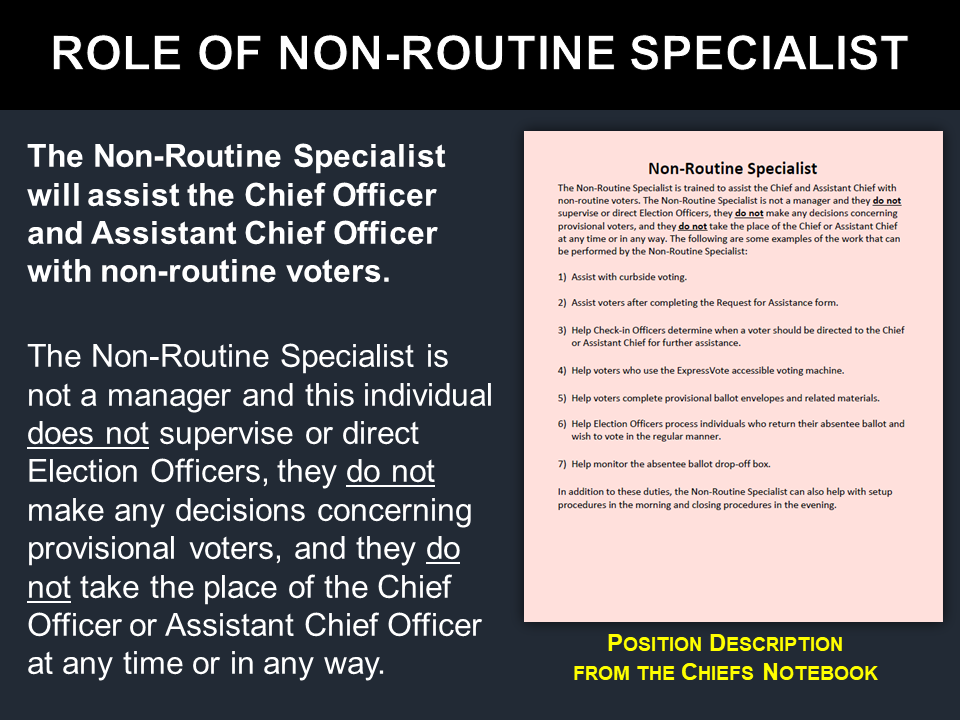 ROLE OF NON-ROUTINE SPECIALIST
The Non-Routine Specialist
will assist the Chief Officer
and Assistant Chief Officer
with non-routine voters.
The Non-Routine Specialist is
not a manager and this individual
does not supervise or direct
Election Officers, they do not
make any decisions concerning
provisional voters, and they do
not take the place of the Chief
Officer or Assistant Chief Officer
at any time or in any way.
Non-Routine Specialist
The Non-Routine Specialist is trained to assist the Chief and Assistant Chief with
non-routine voters. The Non-Routine Specialist is not a manager and they do not
supervise or direct Election Officers, they do not make any decisions concerning
provisional voters, and they do not take the place of the Chief or Assistant Chief
at any time or in any way. The following are some examples of the work that can
be performed by the Non-Routine Specialist:
1) Assist with curbside voting.
2) Assist voters after completing the Request for Assistance form.
3) Help Check-in Officers determine when a voter should be directed to the Chief
or Assistant Chief for further assistance.
4) Help voters who use the ExpressVote accessible voting machine.
5) Help voters complete provisional ballot envelopes and related materials.
6) Help Election Officers process individuals who return their absentee ballot and
wish to vote in the regular manner.
7) Help monitor the absentee ballot drop-off box.
In addition to these duties, the Non-Routine Specialist can also help with setup
procedures in the morning and closing procedures in the evening.
POSITION DESCRIPTION
FROM THE CHIEFS NOTEBOOK